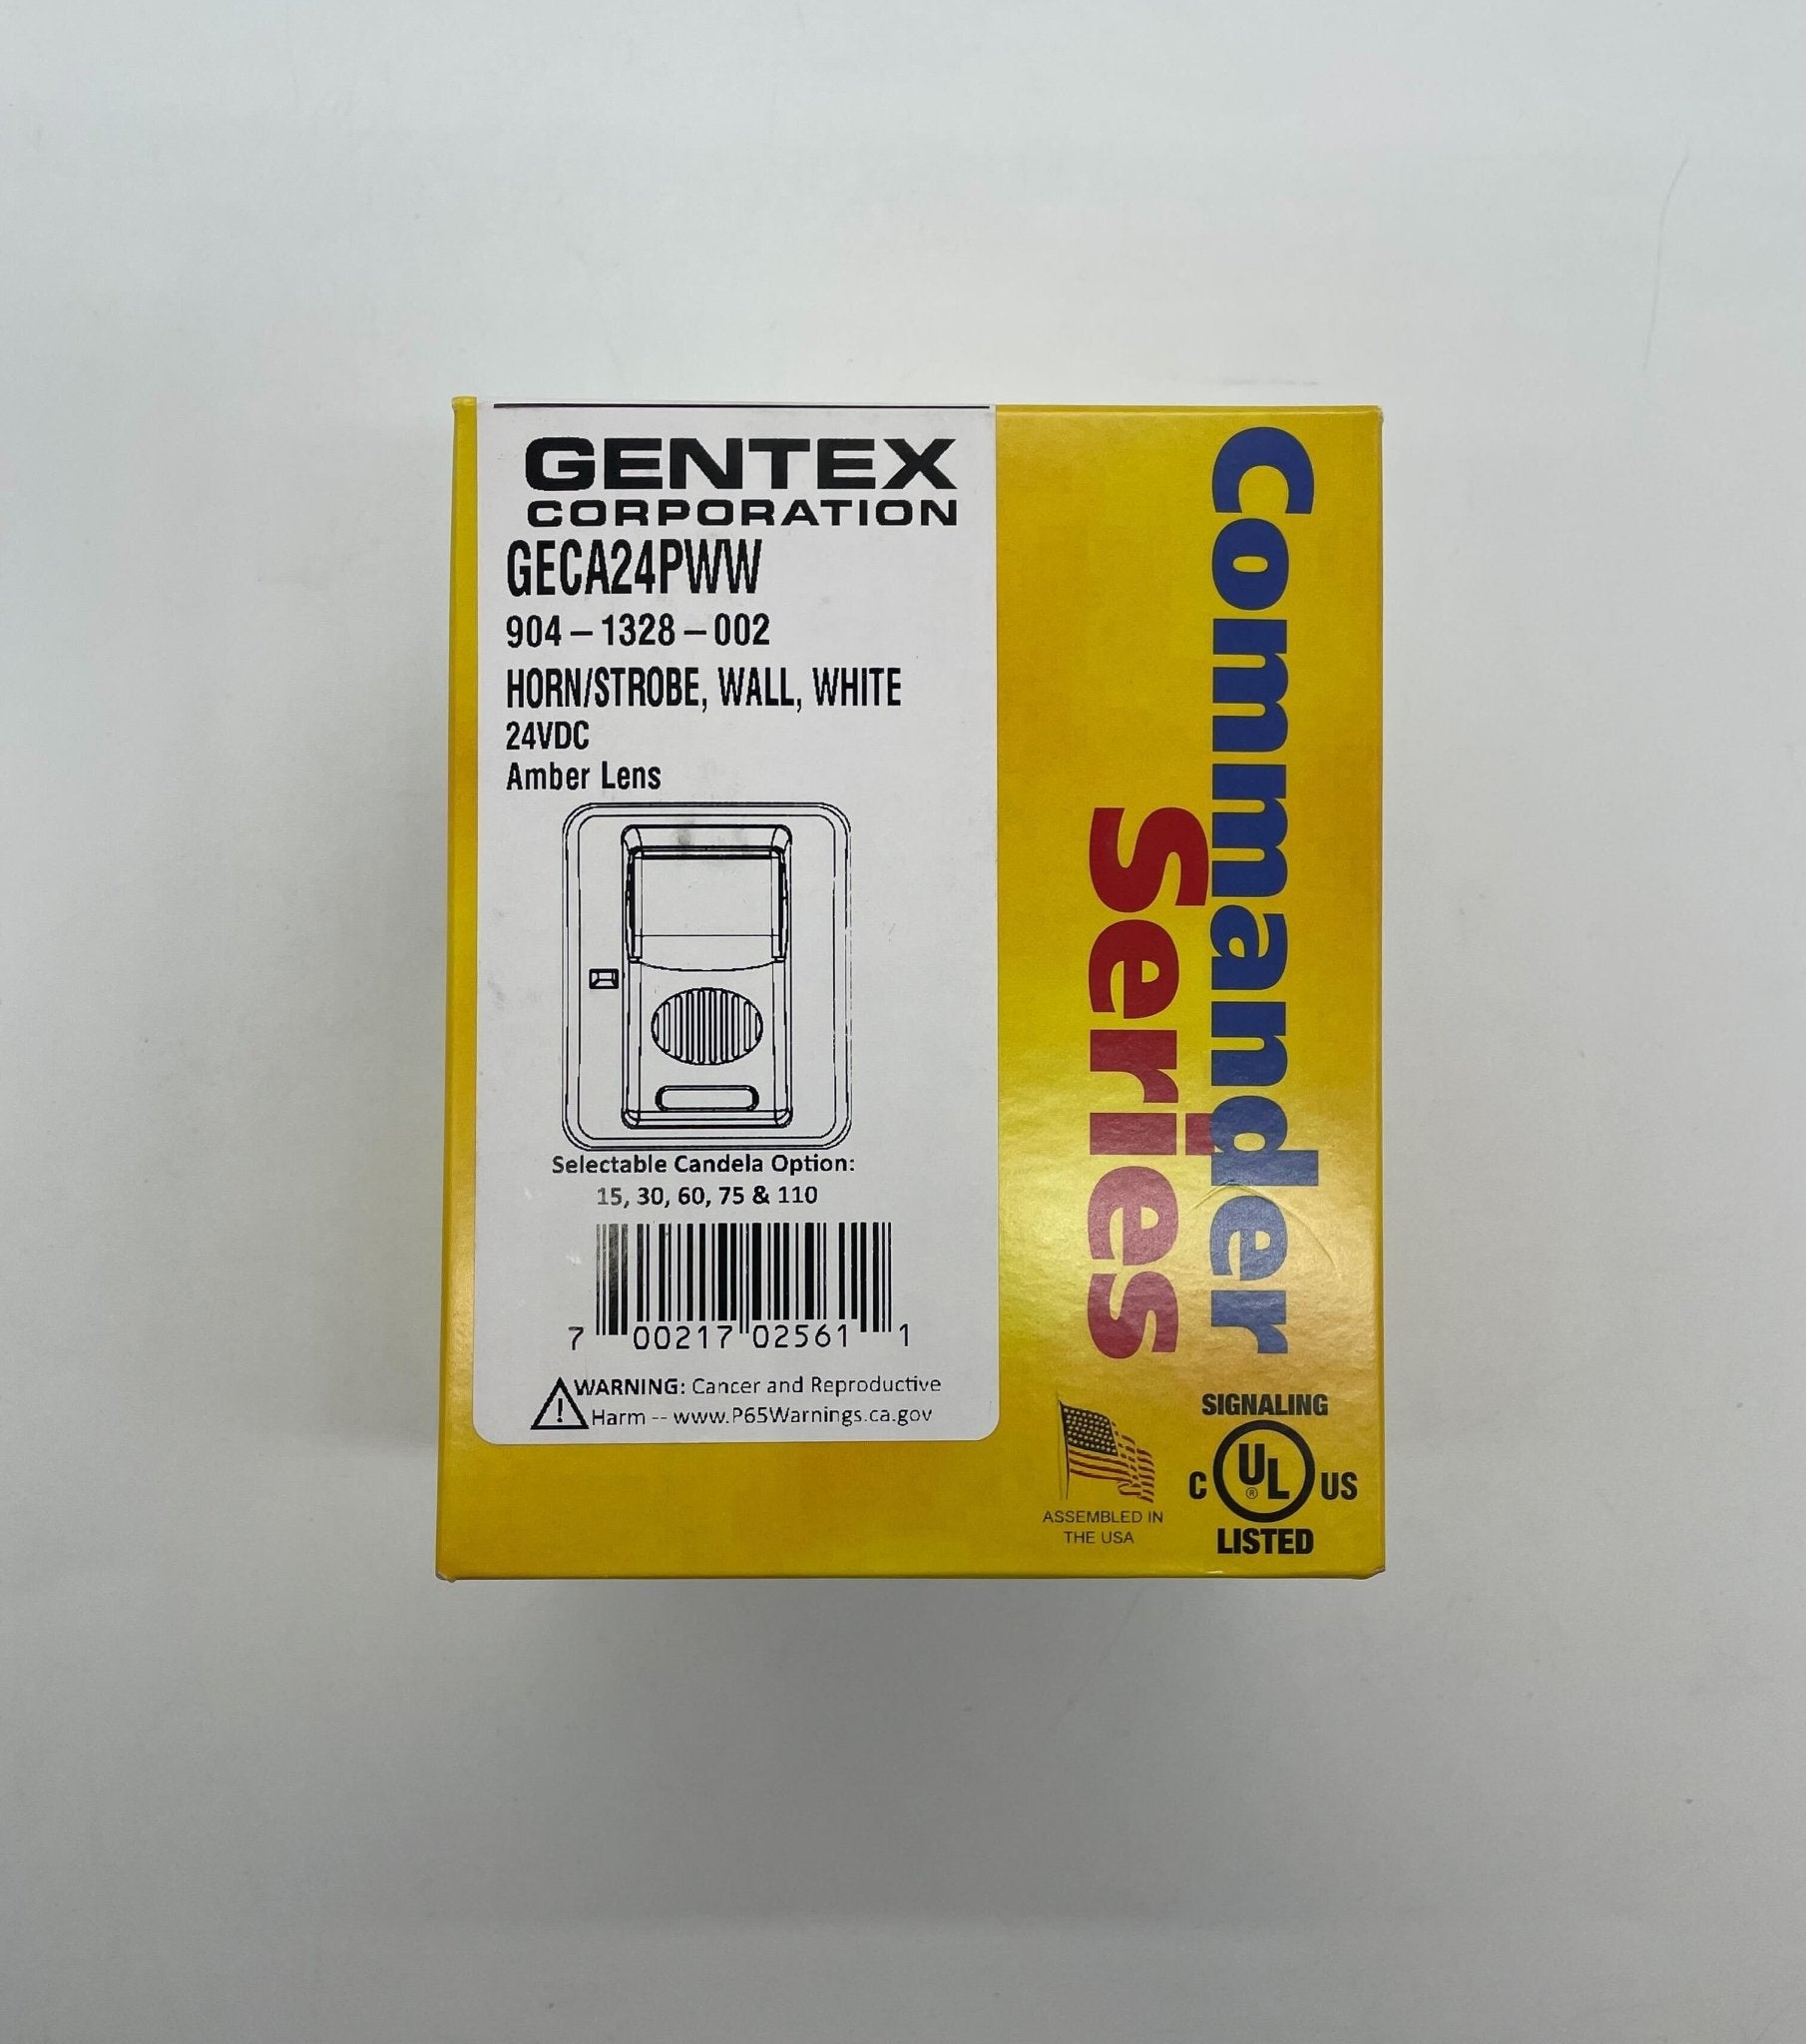 GENTEX
CORPORATION
GECA24PWW
904-1328-002
HORN/STROBE, WALL, WHITE
24VDC
Amber Lens
Selectable Candela Option:
15, 30, 60, 75 & 110
7 00217 02561 1
WARNING: Cancer and Reproductive
Harm -- www.P65Warnings.ca.gov
Commander
Series
ASSEMBLED IN
THE USA
SIGNALING
C UL® US
LISTED